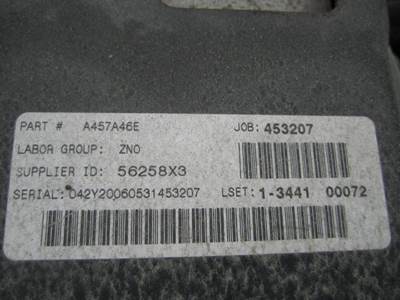 PART # A457A46E JOB: 453207
LABOR GROUP: ZNO
SUPPLIER ID: 56258X3
SERIAL: 042Y20060531453207 LSET: 1-3441 00072